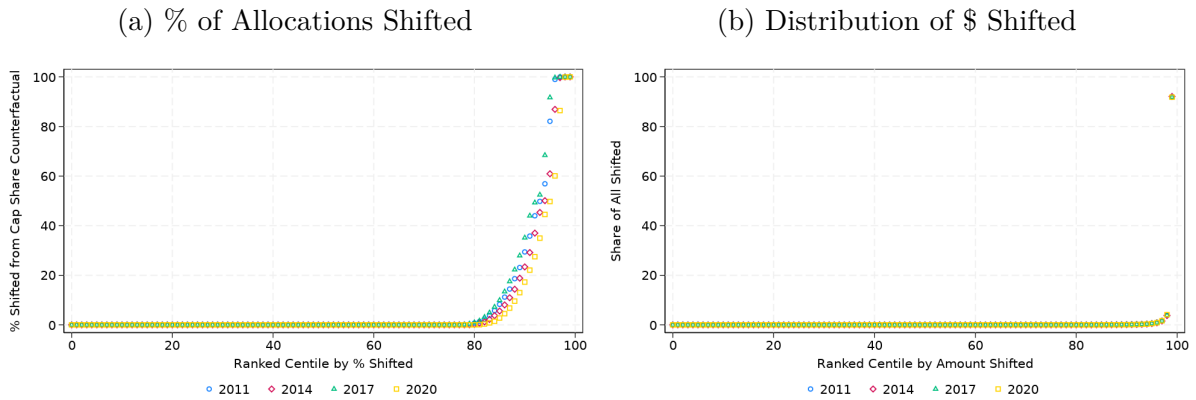 (a) % of Allocations Shifted
% Shifted from Cap Share Counterfactual
100
80
60
40
20
0
0 20 40 60 80 100
Ranked Centile by % Shifted
2011 2014 2017 2020
(b) Distribution of $ Shifted
Share of All Shifted
100
80
60
40
20
0
0 20 40 60 80 100
Ranked Centile by Amount Shifted
2011 2014 2017 2020